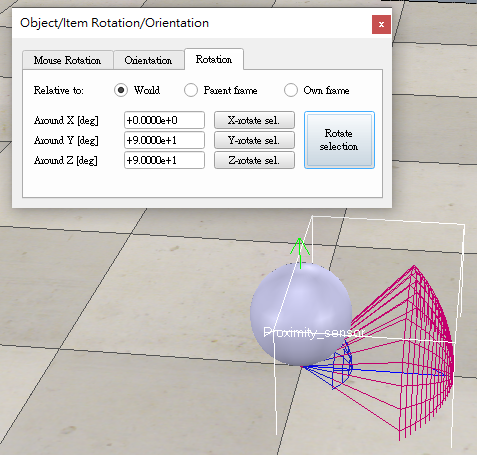 Object/Item Rotation/Orientation
x
Mouse Rotation Orientation Rotation
Relative to: World Parent frame Own frame
Around X [deg] +0.0000e+0 X-rotate sel.
Around Y [deg] +9.0000e+1 Y-rotate sel.
Around Z [deg] +9.0000e+1 Z-rotate sel.
Rotate
selection
Proximity_sensor